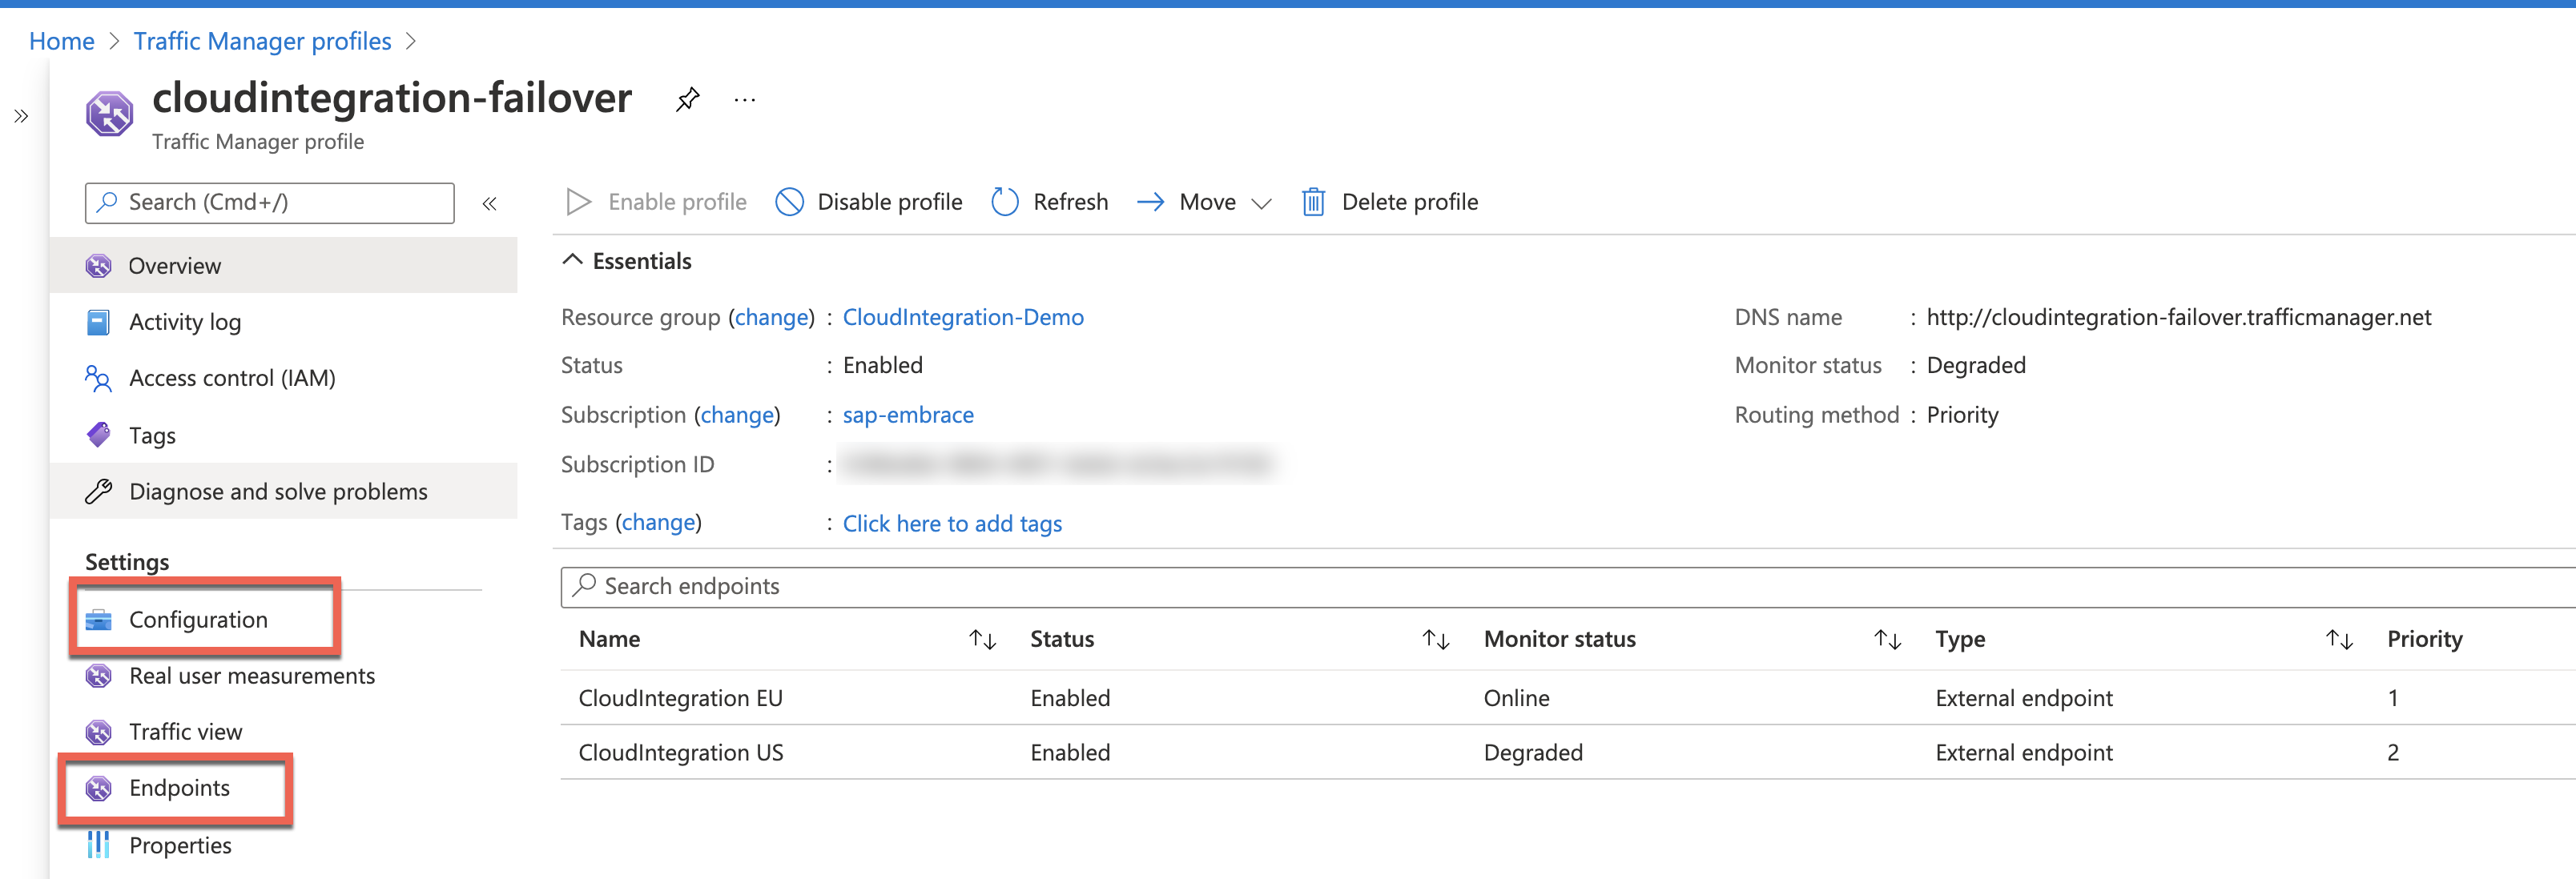 Home > Traffic Manager profiles >
cloudintegration-failover ...
Traffic Manager profile
Search (Cmd+/)
Overview
Activity log
Access control (IAM)
Tags
Diagnose and solve problems
Settings
Configuration
Real user measurements
Traffic view
Endpoints
Properties
Enable profile Disable profile Refresh Move Delete profile
Essentials
Resource group (change) : CloudIntegration-Demo
Status : Enabled
Subscription (change) : sap-embrace
Subscription ID :
Tags (change) : Click here to add tags
DNS name : http://cloudintegration-failover.trafficmanager.net
Monitor status : Degraded
Routing method : Priority
Search endpoints
Name Status Monitor status Type Priority
CloudIntegration EU Enabled Online External endpoint 1
CloudIntegration US Enabled Degraded External endpoint 2